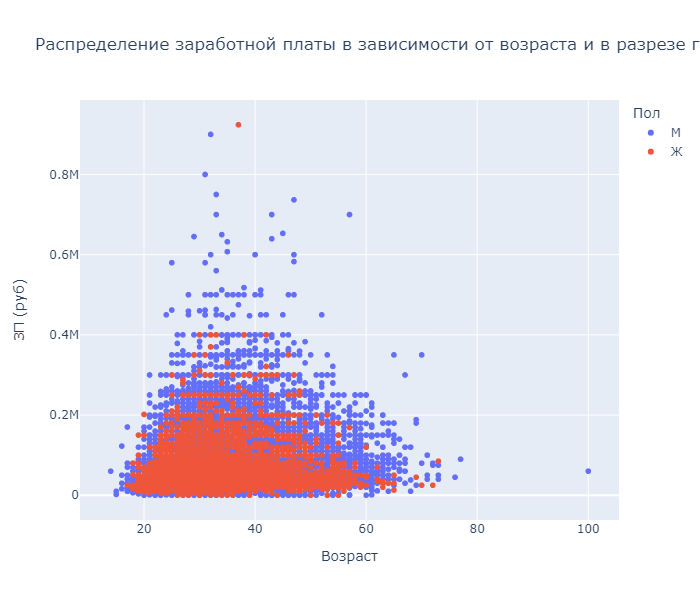 Распределение заработной платы в зависимости от возраста и в разрезе г
Пол
М
Ж
0.8M
0.6M
0.4M
0.2M
0
ЗП (руб)
20 40 60 80 100
Возраст